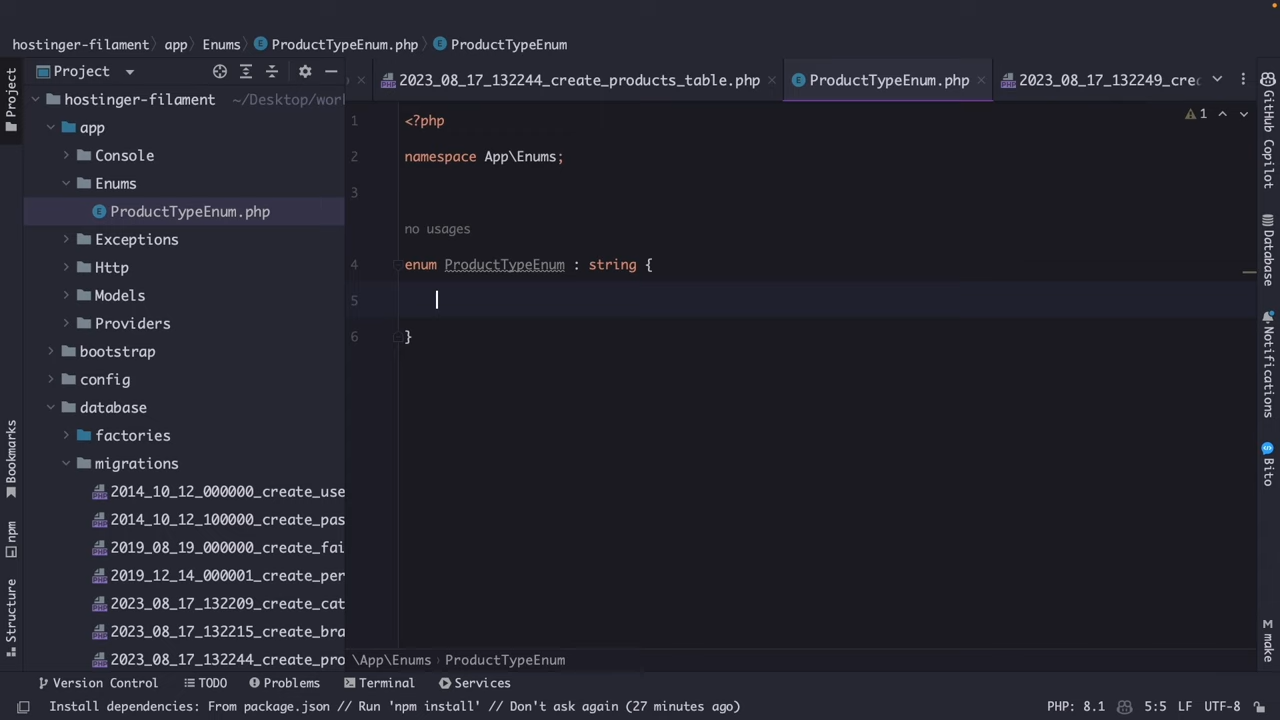 hostinger-filament app Enums ProductTypeEnum.php ProductTypeEnum
Project
2023_08_17_132244_create_products_table.php
ProductTypeEnum.php
2023_08_17_132249_cre
Project
hostinger-filament ~/Desktop/wor
app
Console
Enums
ProductTypeEnum.php
Exceptions
Http
Models
Providers
bootstrap
config
database
factories
migrations
2014_10_12_000000_create_use
2014_10_12_100000_create_pas
2019_08_19_000000_create_fai
2019_12_14_000001_create_per
2023_08_17_132209_create_cat
2023_08_17_132215_create_bra
2023_08_17_132244_create_pro
Bookmarks
npm
Structure
1 <?php
2 namespace App\Enums;
3
no usages
4 enum ProductTypeEnum : string {
5
6 }
1
GitHub Copilot
Database
Notifications
Bito
make
\App\Enums › ProductTypeEnum
Version Control TODO Problems Terminal Services
Install dependencies: From package.json // Run 'npm install' // Don't ask again (27 minutes ago) PHP: 8.1 5:5 LF UTF-8